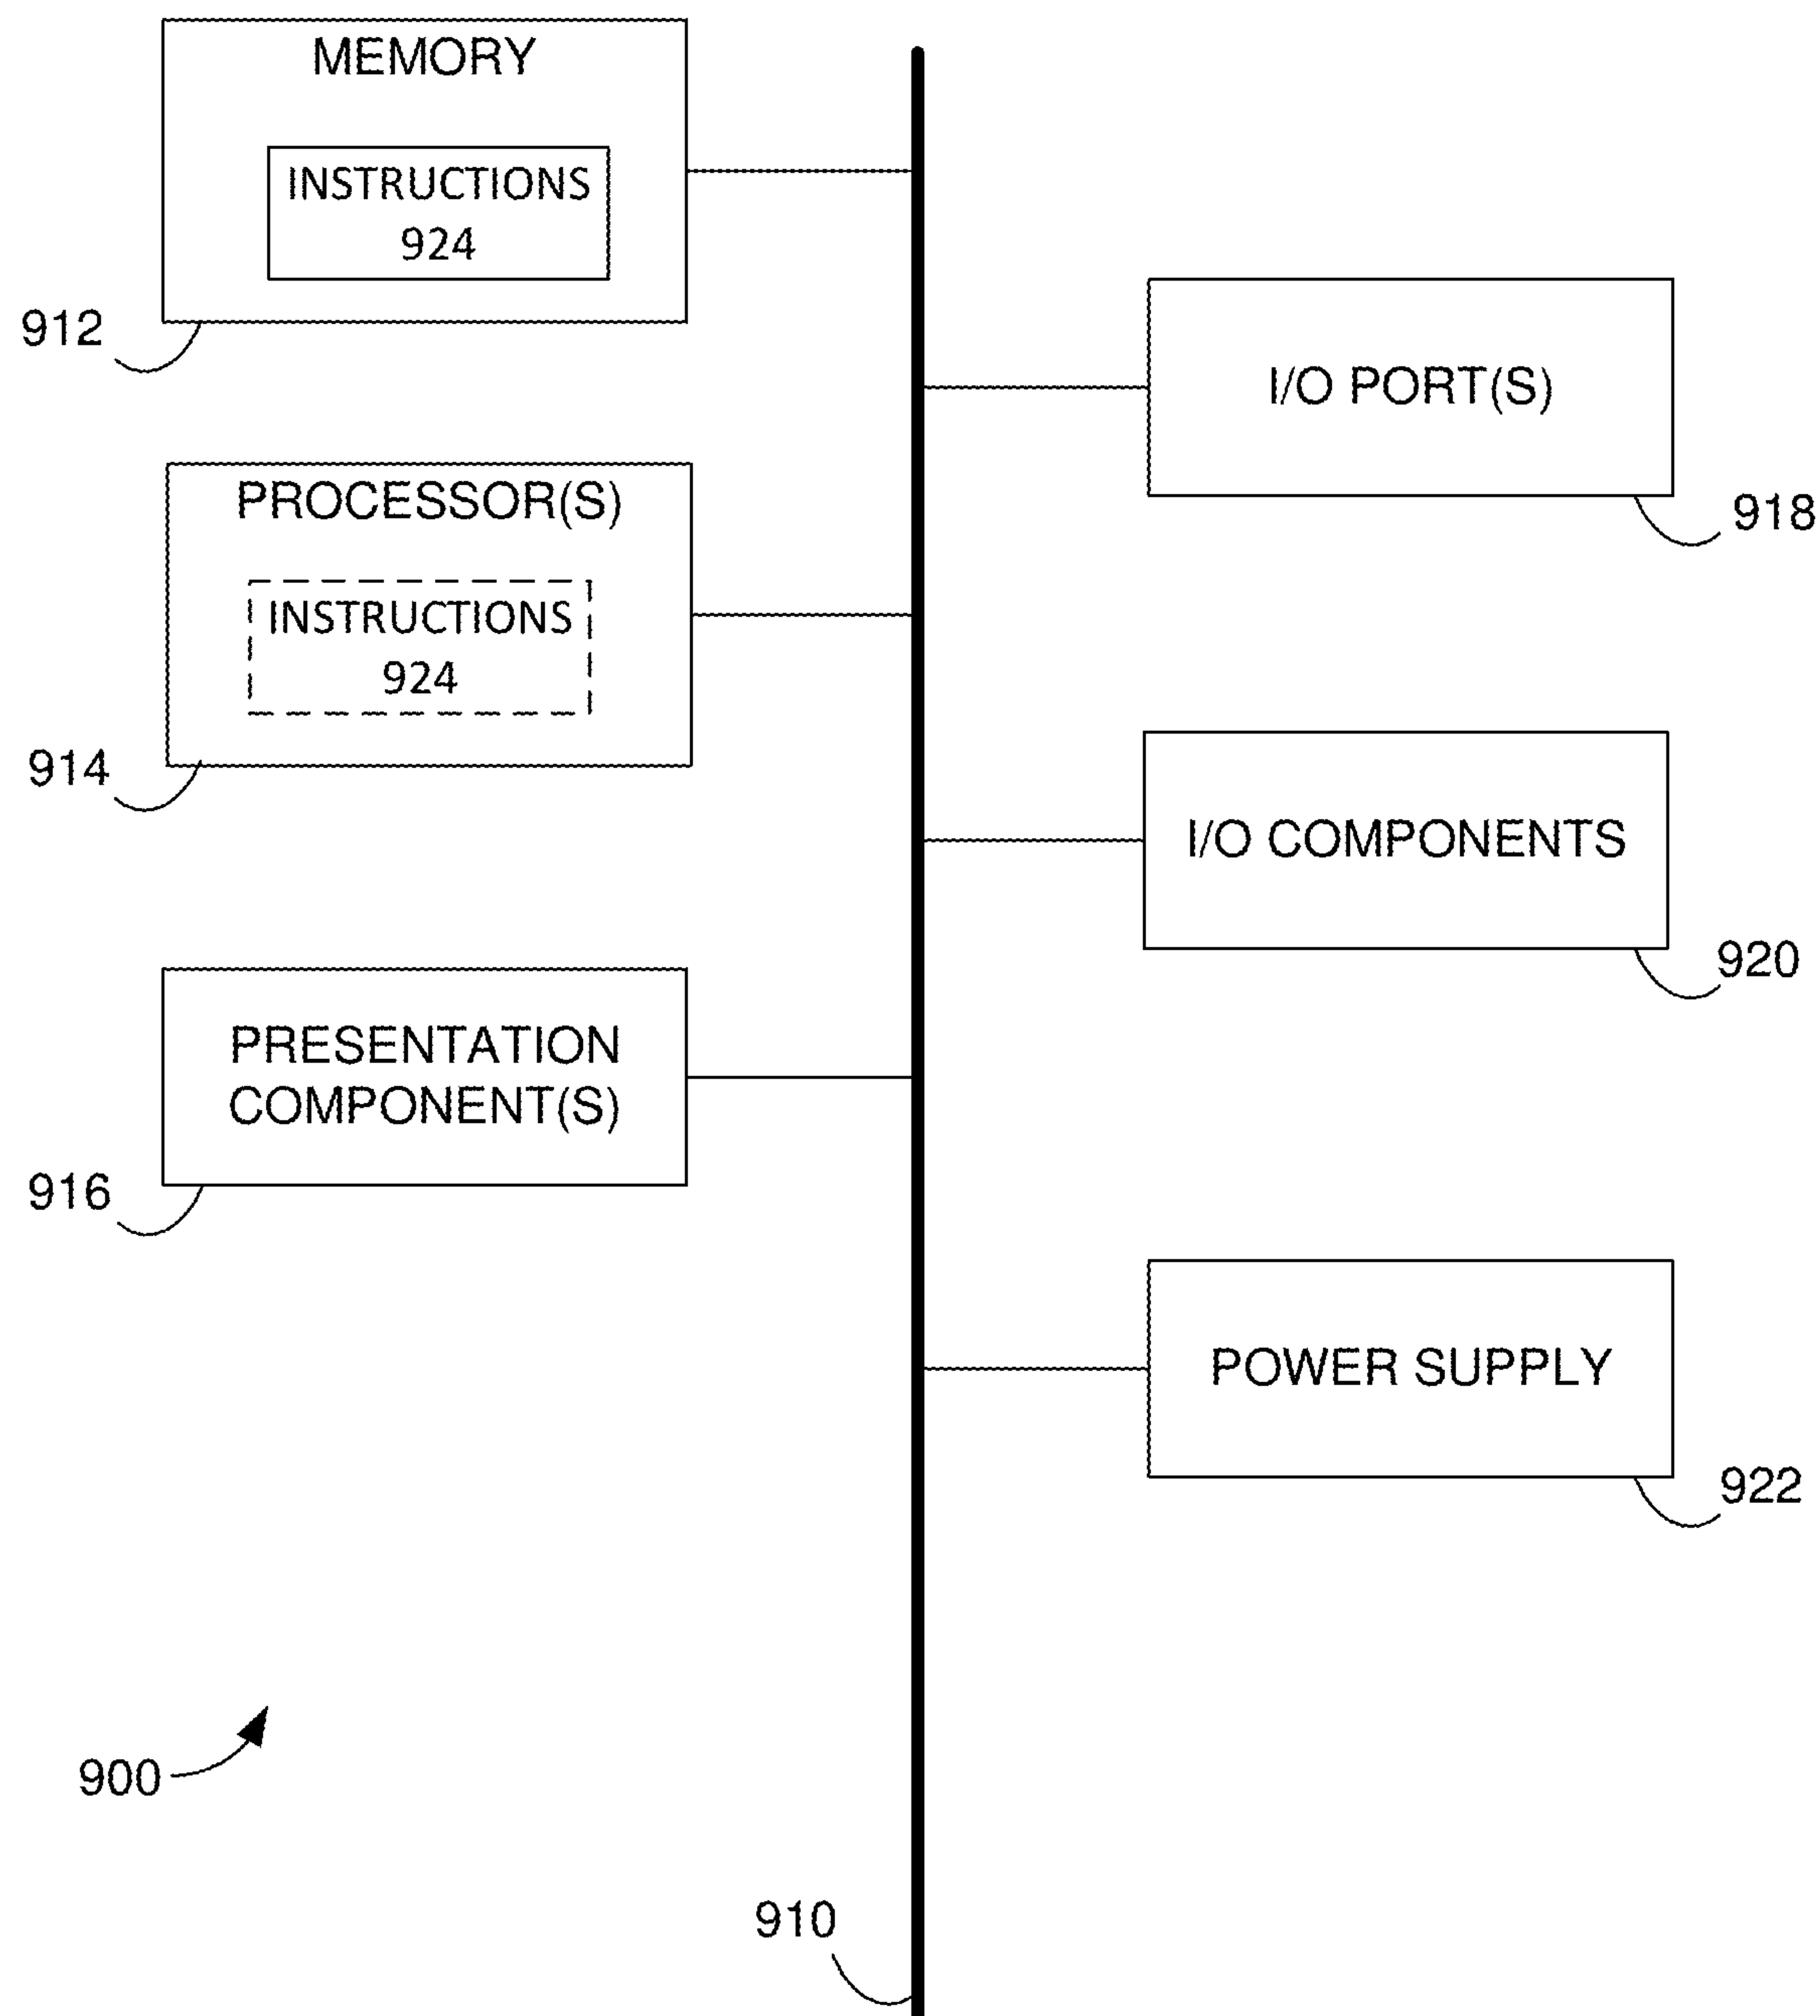 MEMORY
INSTRUCTIONS
924
912
I/O PORT(S)
918
PROCESSOR(S)
INSTRUCTIONS
924
914
I/O COMPONENTS
920
PRESENTATION
COMPONENT(S)
916
POWER SUPPLY
922
900
910